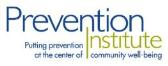 Prevention
Institute
Putting prevention
at the center of community well-being